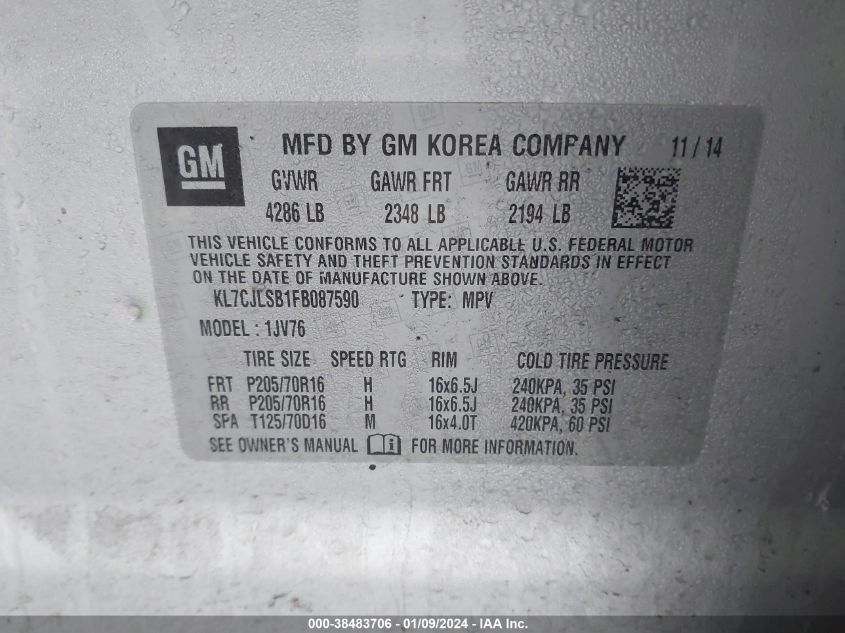 GM
MFD BY GM KOREA COMPANY 11/14
GVWR GAWR FRT GAWR RR
4286 LB 2348 LB 2194 LB
THIS VEHICLE CONFORMS TO ALL APPLICABLE U.S. FEDERAL MOTOR
VEHICLE SAFETY AND THEFT PREVENTION STANDARDS IN EFFECT
ON THE DATE OF MANUFACTURE SHOWN ABOVE.
KL7CJLSB1FB087590 TYPE: MPV
MODEL : 1JV76
TIRE SIZE SPEED RTG RIM COLD TIRE PRESSURE
FRT P205/70R16 H 16x6.5J 240KPA, 35 PSI
RR P205/70R16 H 16x6.5J 240KPA, 35 PSI
SPA T125/70D16 M 16x4.0T 420KPA, 60 PSI
SEE OWNER'S MANUAL FOR MORE INFORMATION.
000-38483706 - 01/09/2024 - IAA Inc.